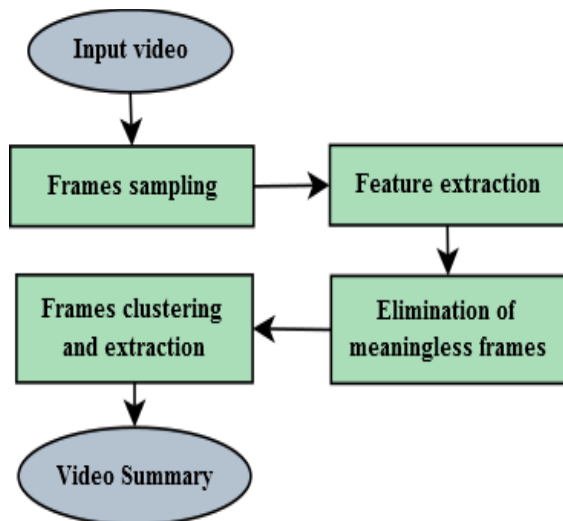 Input video
Frames sampling
Feature extraction
Elimination of
meaningless frames
Frames clustering
and extraction
Video Summary